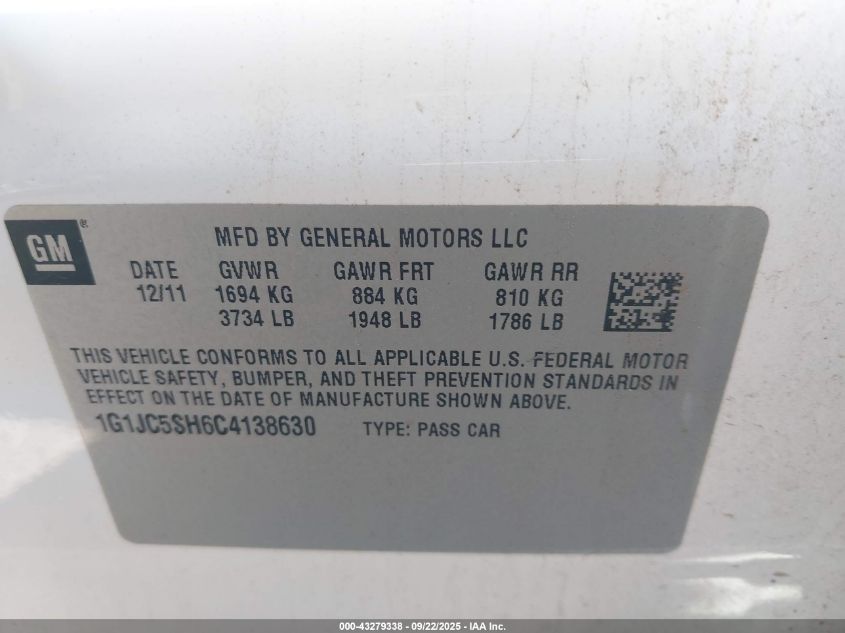 GM®
MFD BY GENERAL MOTORS LLC
DATE GVWR GAWR FRT GAWR RR
12/11 1694 KG 884 KG 810 KG
3734 LB 1948 LB 1786 LB
THIS VEHICLE CONFORMS TO ALL APPLICABLE U.S. FEDERAL MOTOR
VEHICLE SAFETY, BUMPER, AND THEFT PREVENTION STANDARDS IN
EFFECT ON THE DATE OF MANUFACTURE SHOWN ABOVE.
1G1JC5SH6C4138630 TYPE: PASS CAR
000-43279338 - 09/22/2025 - IAA Inc.